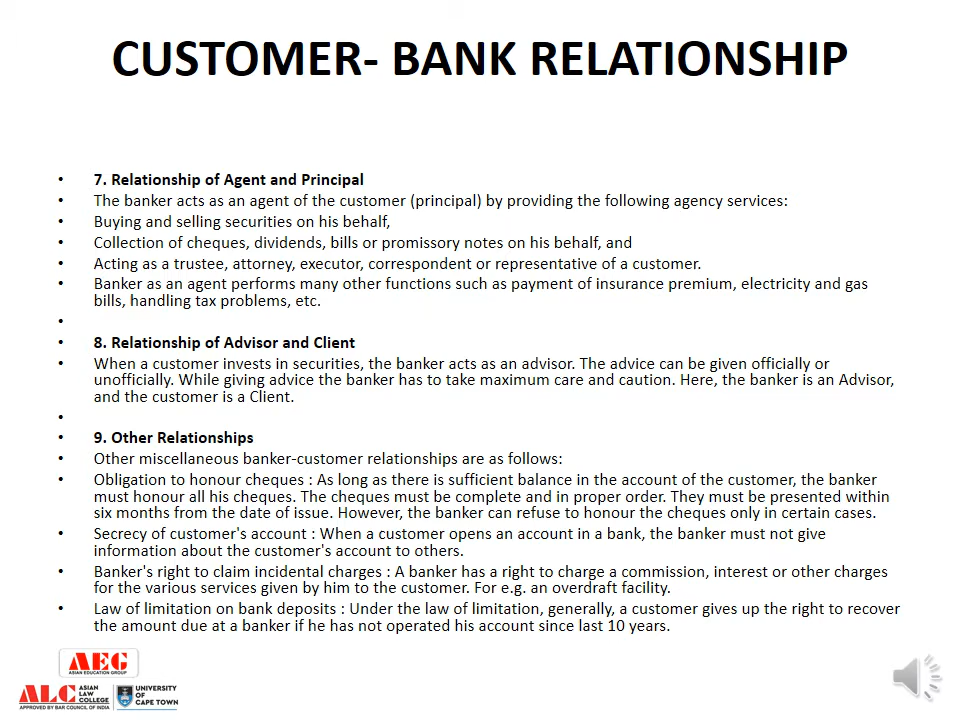 CUSTOMER- BANK RELATIONSHIP
• 7. Relationship of Agent and Principal
• The banker acts as an agent of the customer (principal) by providing the following agency services:
• Buying and selling securities on his behalf,
• Collection of cheques, dividends, bills or promissory notes on his behalf, and
• Acting as a trustee, attorney, executor, correspondent or representative of a customer.
• Banker as an agent performs many other functions such as payment of insurance premium, electricity and gas
bills, handling tax problems, etc.
•
• 8. Relationship of Advisor and Client
• When a customer invests in securities, the banker acts as an advisor. The advice can be given officially or
unofficially. While giving advice the banker has to take maximum care and caution. Here, the banker is an Advisor,
and the customer is a Client.
•
• 9. Other Relationships
• Other miscellaneous banker-customer relationships are as follows:
• Obligation to honour cheques : As long as there is sufficient balance in the account of the customer, the banker
must honour all his cheques. The cheques must be complete and in proper order. They must be presented within
six months from the date of issue. However, the banker can refuse to honour the cheques only in certain cases.
• Secrecy of customer's account : When a customer opens an account in a bank, the banker must not give
information about the customer's account to others.
• Banker's right to claim incidental charges : A banker has a right to charge a commission, interest or other charges
for the various services given by him to the customer. For e.g. an overdraft facility.
• Law of limitation on bank deposits : Under the law of limitation, generally, a customer gives up the right to recover
the amount due at a banker if he has not operated his account since last 10 years.
AEG
ASIAN EDUCATION GROUP
ALC ASIAN LAW COLLEGE
APPROVED BY BAR COUNCIL OF INDIA
UNIVERSITY
OF
CAPE TOWN